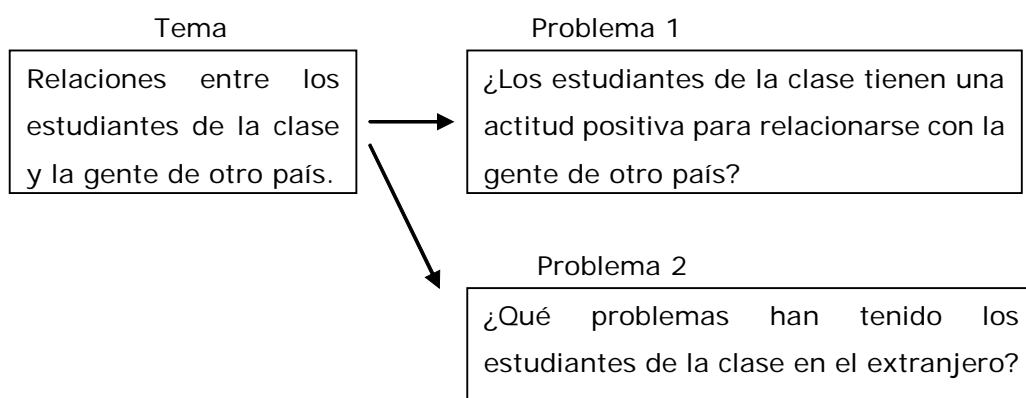 Tema
Relaciones entre los
estudiantes de la clase
y la gente de otro país.
Problema 1
¿Los estudiantes de la clase tienen una
actitud positiva para relacionarse con la
gente de otro país?
Problema 2
¿Qué problemas han tenido los
estudiantes de la clase en el extranjero?